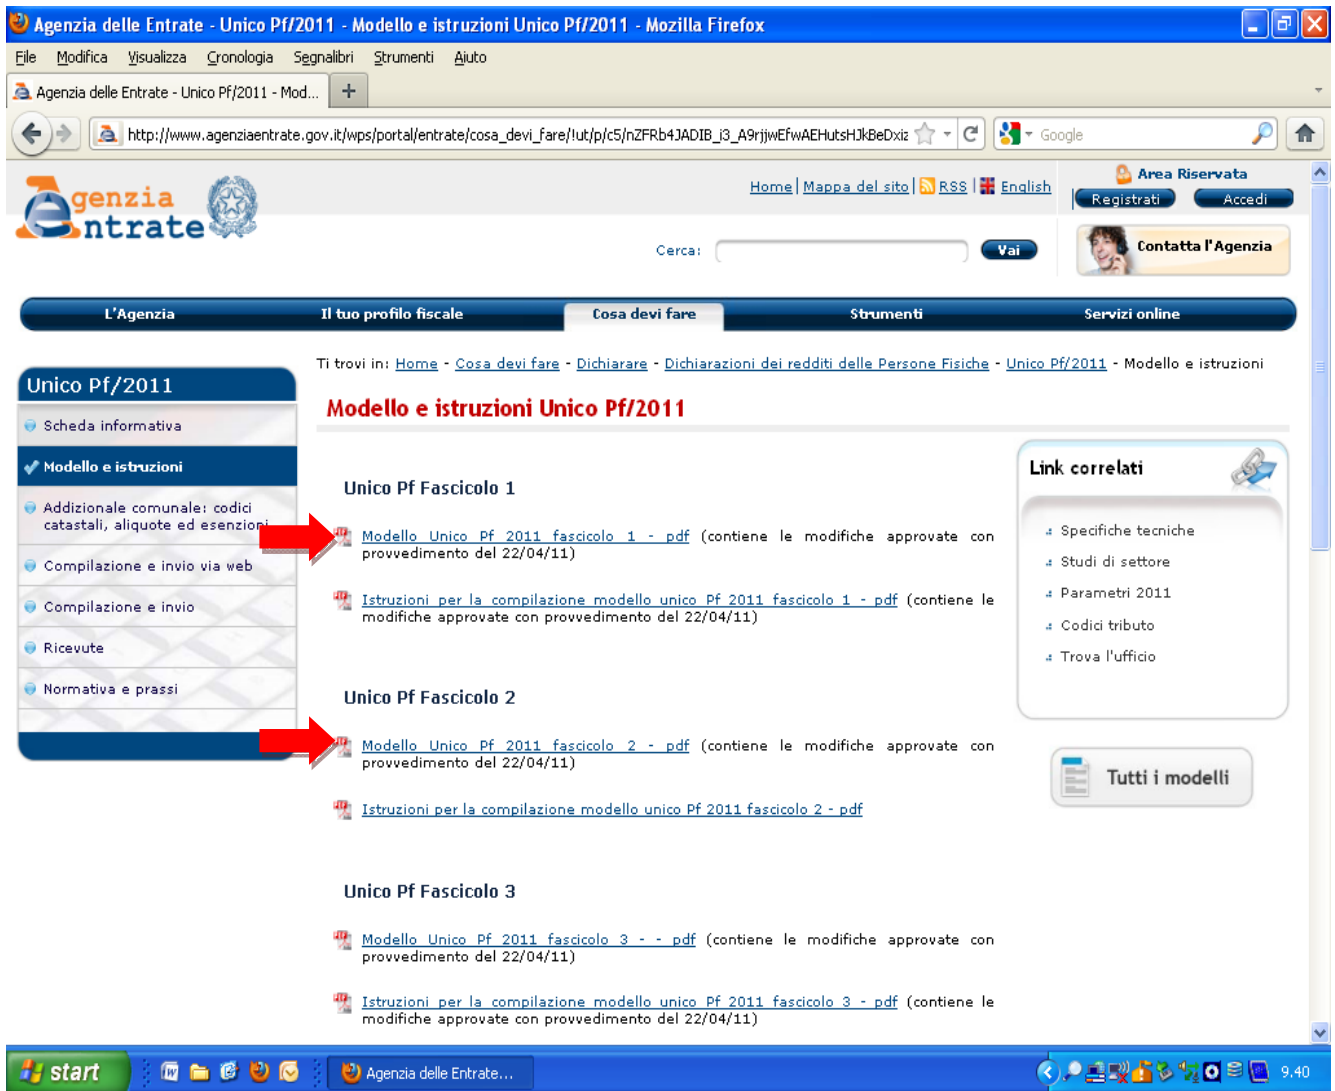 Agenzia delle Entrate - Unico Pf/2011 - Modello e istruzioni Unico Pf/2011 - Mozilla Firefox
File Modifica Visualizza Cronologia Segnalibri Strumenti Aiuto
Agenzia delle Entrate - Unico Pf/2011 - Mod...
http://www.agenziaentrate.gov.it/wps/portal/entrate/cosa_devi_fare/!ut/p/c5/nZFRb4JADIB_i3_A9rjjwEfwAEHutsHJkBeDxiz
Google
Agenzia
Entrate
Home | Mappa del sito | RSS | English
Area Riservata
Registrati Accedi
Cerca: Vai
Contatta l'Agenzia
L'Agenzia Il tuo profilo fiscale Cosa devi fare Strumenti Servizi online
Ti trovi in: Home - Cosa devi fare - Dichiarare - Dichiarazioni dei redditi delle Persone Fisiche - Unico Pf/2011 - Modello e istruzioni
Unico Pf/2011
Scheda informativa
Modello e istruzioni
Addizionale comunale: codici
catastali, aliquote ed esenzioni
Compilazione e invio via web
Compilazione e invio
Ricevute
Normativa e prassi
Modello e istruzioni Unico Pf/2011
Unico Pf Fascicolo 1
Modello Unico Pf 2011 fascicolo 1 - pdf (contiene le modifiche approvate con
provvedimento del 22/04/11)
Istruzioni per la compilazione modello unico Pf 2011 fascicolo 1 - pdf (contiene le
modifiche approvate con provvedimento del 22/04/11)
Unico Pf Fascicolo 2
Modello Unico Pf 2011 fascicolo 2 - pdf (contiene le modifiche approvate con
provvedimento del 22/04/11)
Istruzioni per la compilazione modello unico Pf 2011 fascicolo 2 - pdf
Unico Pf Fascicolo 3
Modello Unico Pf 2011 fascicolo 3 - - pdf (contiene le modifiche approvate con
provvedimento del 22/04/11)
Istruzioni per la compilazione modello unico Pf 2011 fascicolo 3 - pdf (contiene le
modifiche approvate con provvedimento del 22/04/11)
Link correlati
Specifiche tecniche
Studi di settore
Parametri 2011
Codici tributo
Trova l'ufficio
Tutti i modelli
start
Agenzia delle Entrate...
9.40